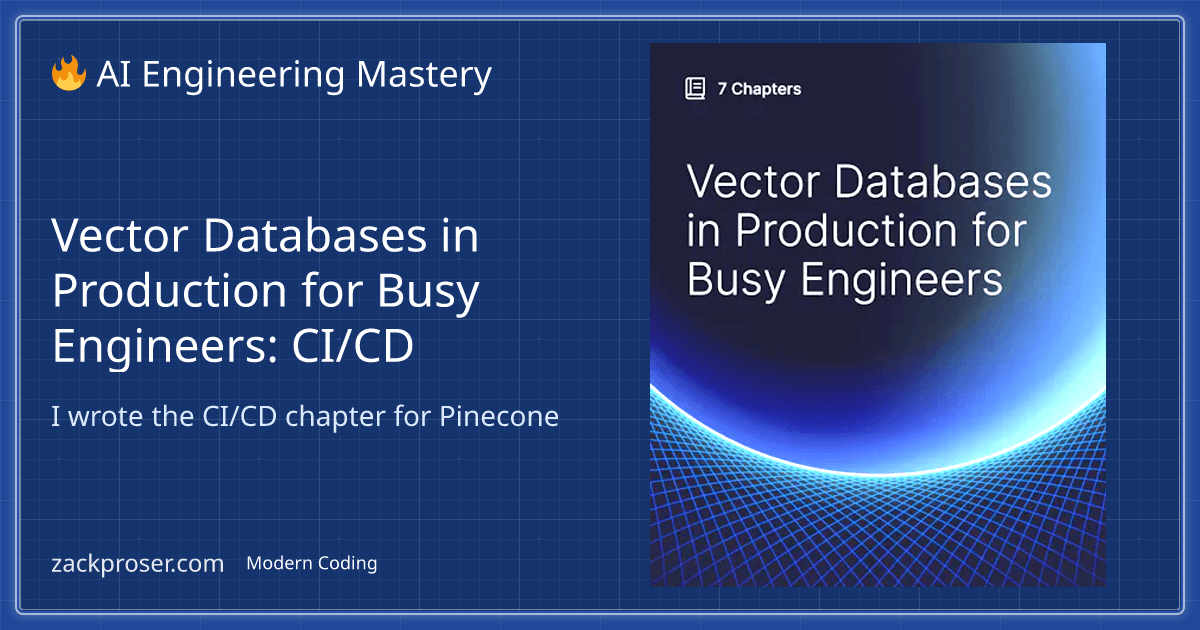 🔥 AI Engineering Mastery
Vector Databases in
Production for Busy
Engineers: CI/CD
I wrote the CI/CD chapter for Pinecone
zackproser.com Modern Coding
7 Chapters
Vector Databases
in Production for
Busy Engineers